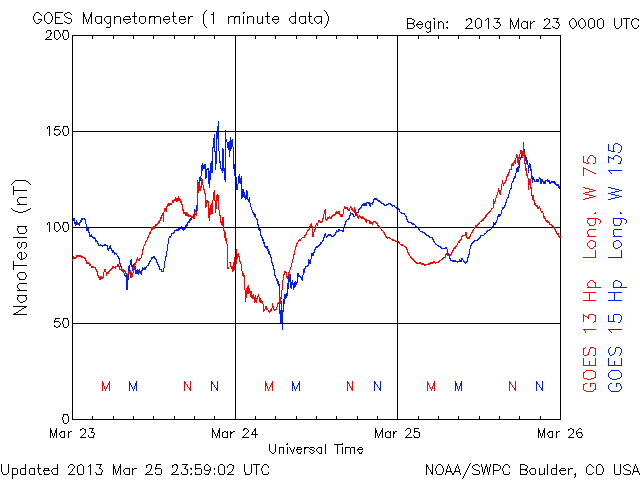 GOES Magnetometer (1 minute data)
Begin: 2013 Mar 23 0000 UTC
200
150
100
50
0
NanoTesla (nT)
M M N N M M N N M M N N
Mar 23 Mar 24 Mar 25 Mar 26
Universal Time
GOES 13 Hp Long. W 75
GOES 15 Hp Long. W 135
Updated 2013 Mar 25 23:59:02 UTC
NOAA/SWPC Boulder, CO USA